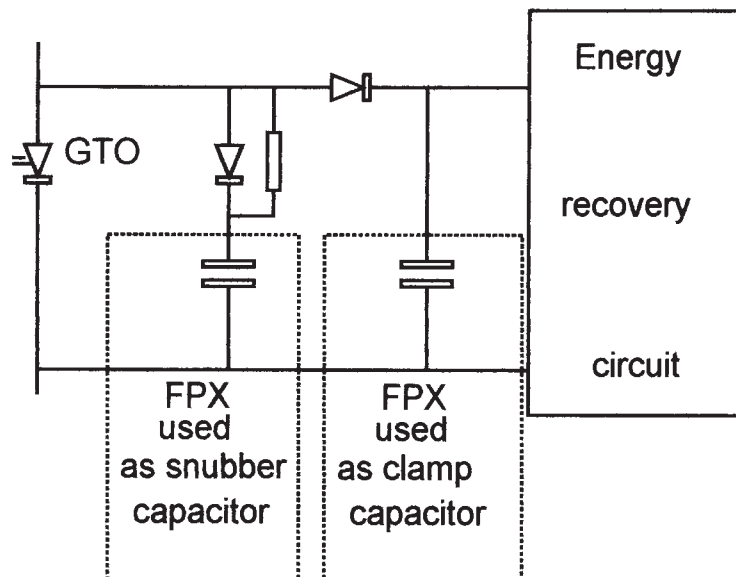 Energy
GTO
recovery
circuit
FPX
used
as snubber
capacitor
FPX
used
as clamp
capacitor